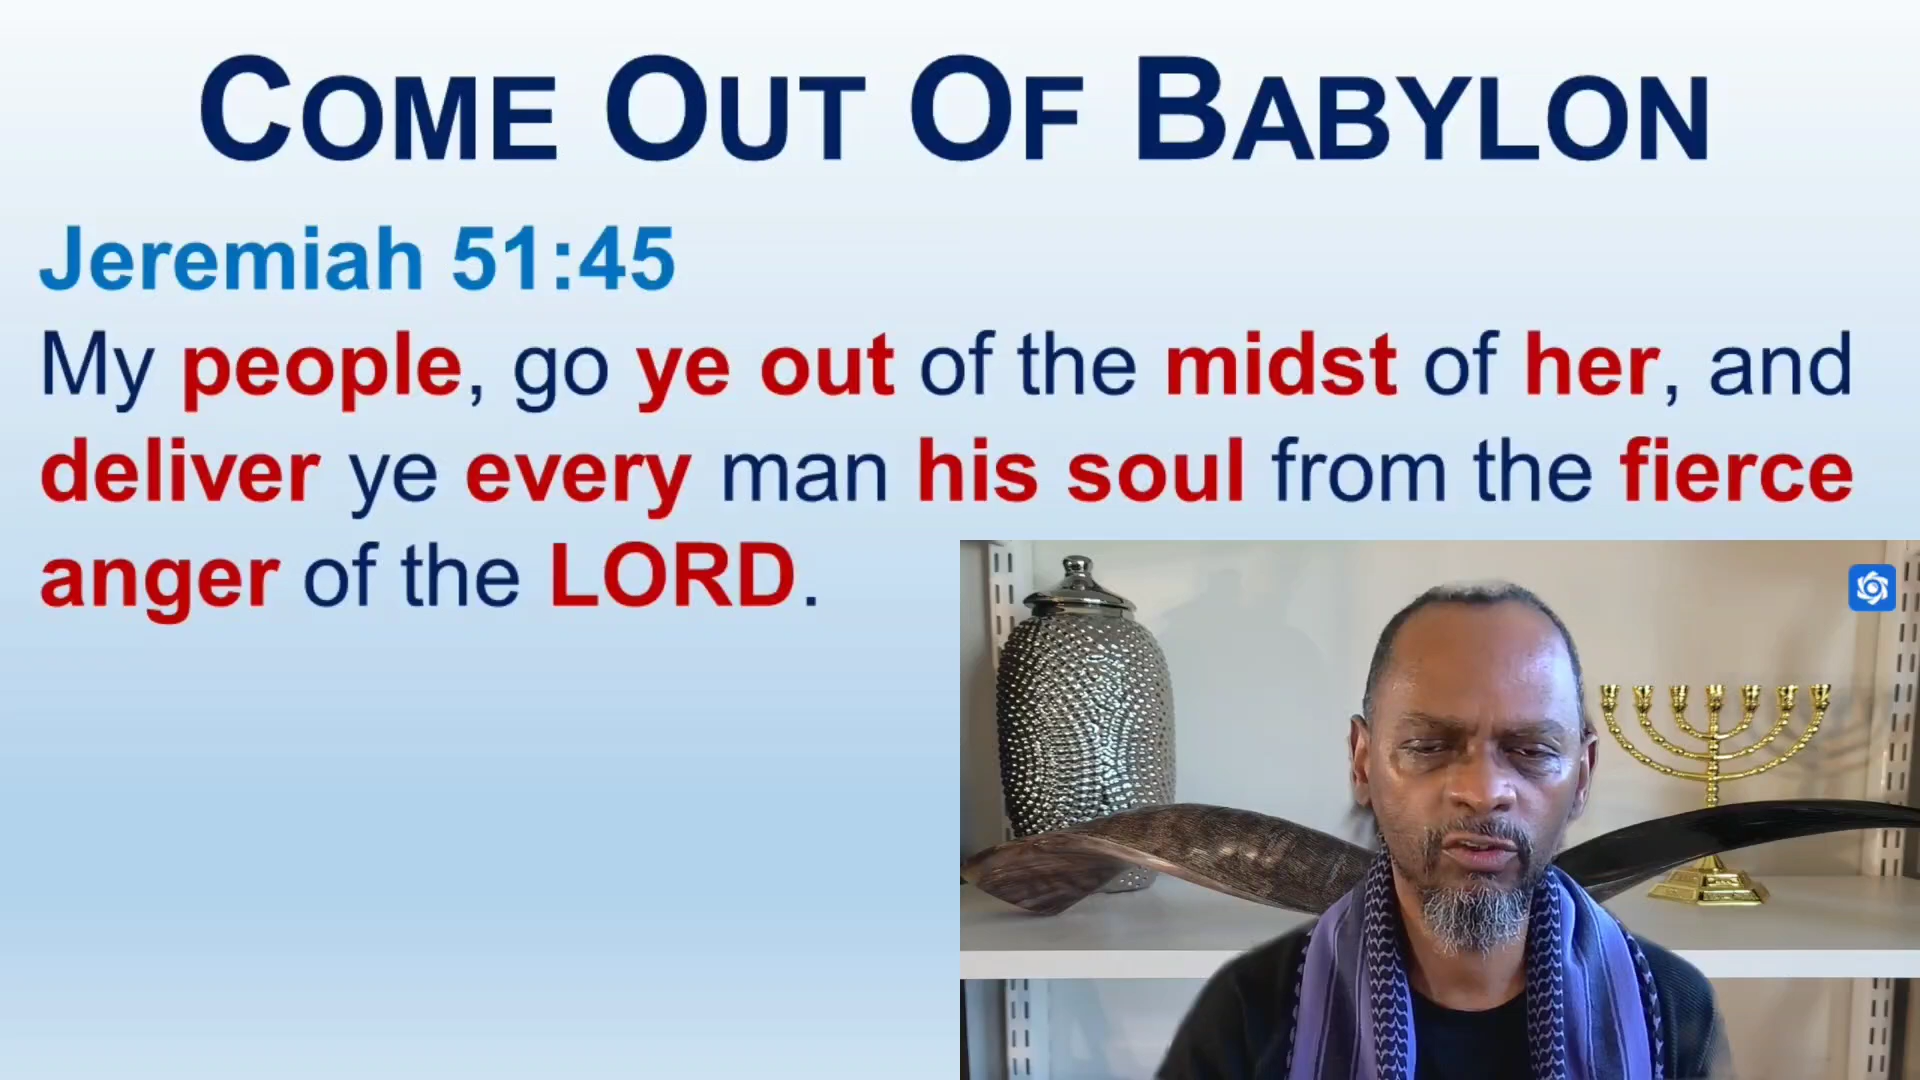 COME OUT OF BABYLON
Jeremiah 51:45
My people, go ye out of the midst of her, and
deliver ye every man his soul from the fierce
anger of the LORD.